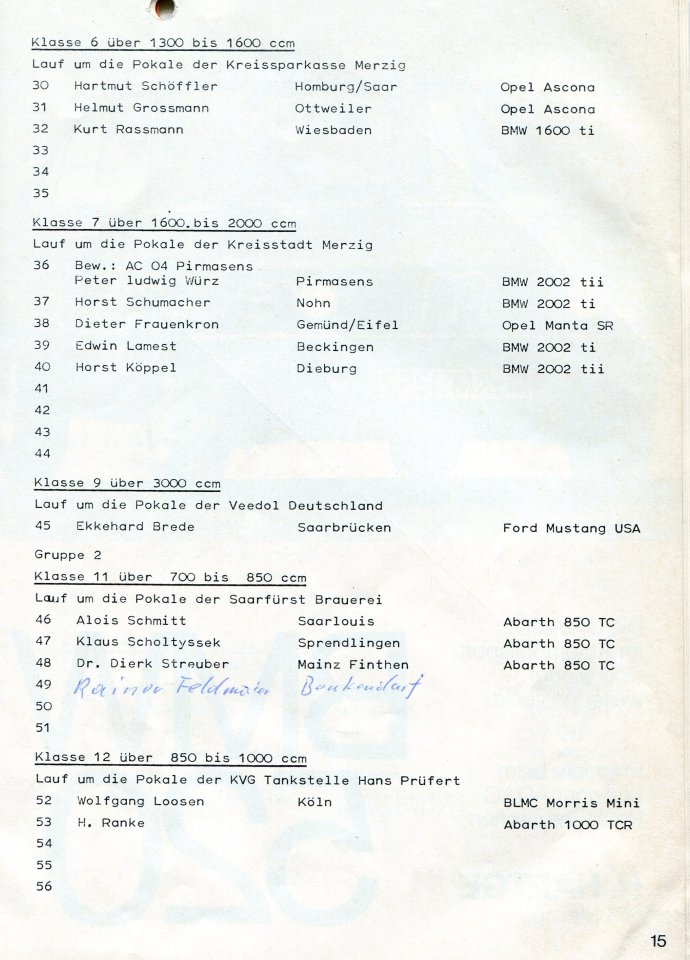 Klasse 6 über 1300 bis 1600 ccm
Lauf um die Pokale der Kreissparkasse Merzig
30 Hartmut Schöffler Homburg/Saar Opel Ascona
31 Helmut Grossmann Ottweiler Opel Ascona
32 Kurt Rassmann Wiesbaden BMW 1600 ti
33
34
35
Klasse 7 über 1600.bis 2000 ccm
Lauf um die Pokale der Kreisstadt Merzig
36 Bew.: AC 04 Pirmasens
Peter ludwig Würz Pirmasens BMW 2002 tii
37 Horst Schumacher Nohn BMW 2002 ti
38 Dieter Frauenkron Gemünd/Eifel Opel Manta SR
39 Edwin Lamest Beckingen BMW 2002 ti
40 Horst Köppel Dieburg BMW 2002 tii
41
42
43
44
Klasse 9 über 3000 ccm
Lauf um die Pokale der Veedol Deutschland
45 Ekkehard Brede Saarbrücken Ford Mustang USA
Gruppe 2
Klasse 11 über 700 bis 850 ccm
Lauf um die Pokale der Saarfürst Brauerei
46 Alois Schmitt Saarlouis Abarth 850 TC
47 Klaus Scholtyssek Sprendlingen Abarth 850 TC
48 Dr. Dierk Streuber Mainz Finthen Abarth 850 TC
49 Rainer
50
51
Klasse 12 über 850 bis 1000 ccm
Lauf um die Pokale der KVG Tankstelle Hans Prüfert
52 Wolfgang Loosen Köln BLMC Morris Mini
53 H. Ranke Abarth 1000 TCR
54
55
56
15